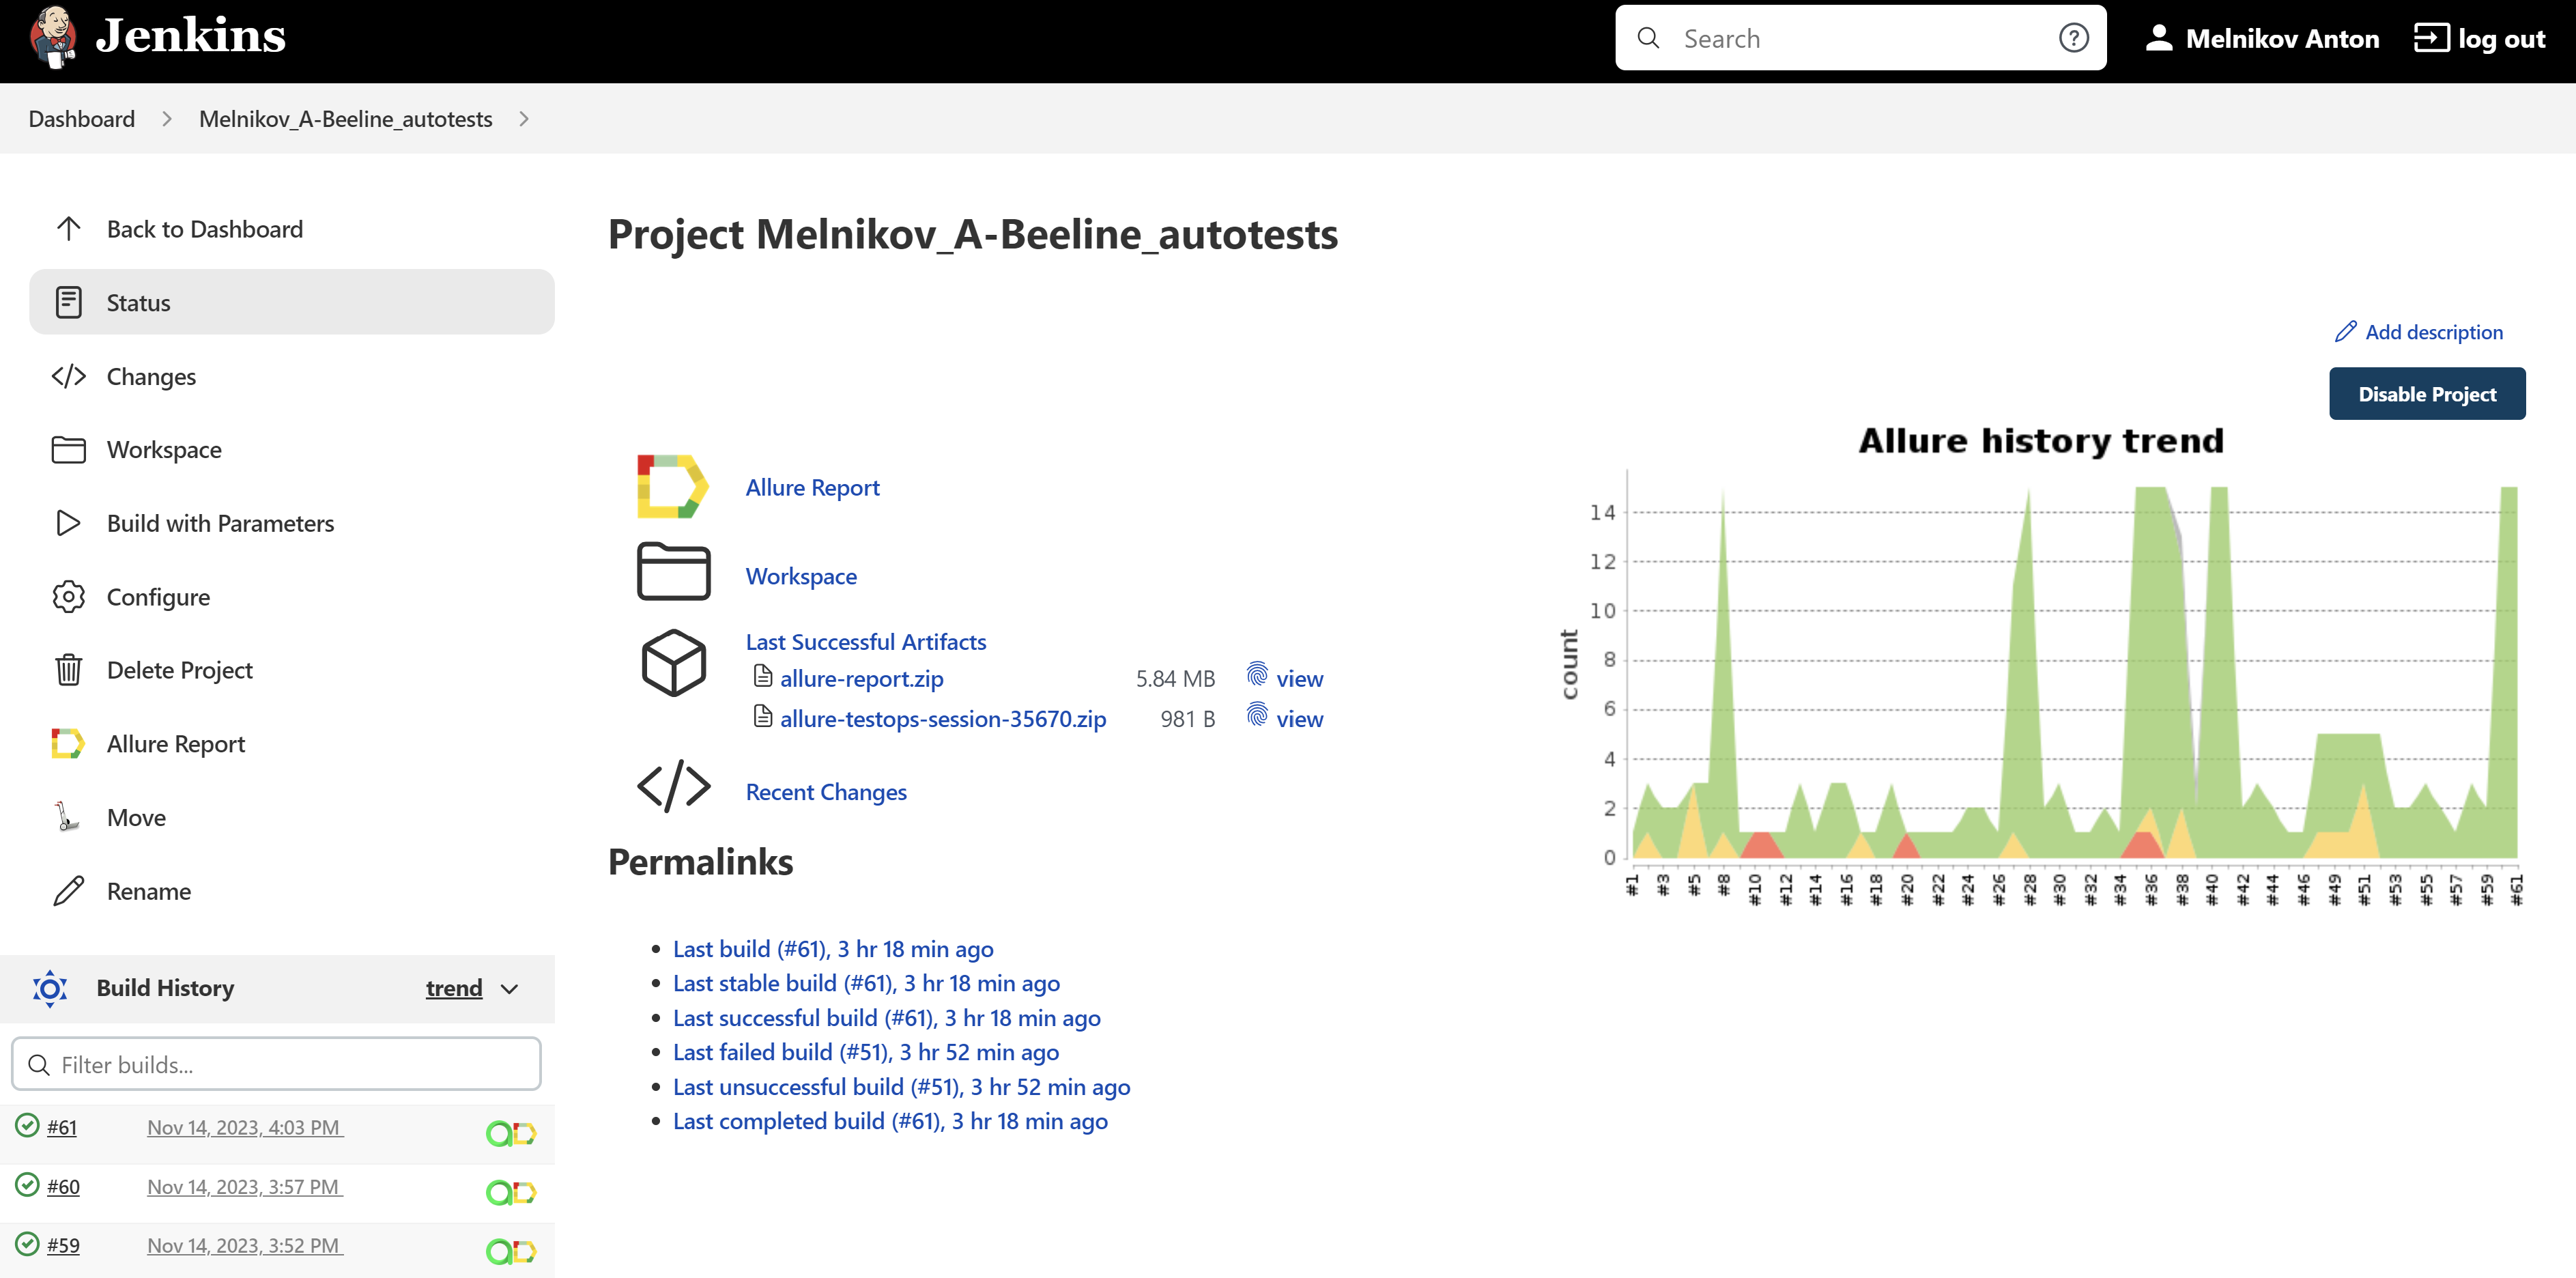 Jenkins
Search
Melnikov Anton
log out
Dashboard
Melnikov_A-Beeline_autotests
Back to Dashboard
Status
Changes
Workspace
Build with Parameters
Configure
Delete Project
Allure Report
Move
Rename
Build History
trend
Filter builds...
#61 Nov 14, 2023, 4:03 PM
#60 Nov 14, 2023, 3:57 PM
#59 Nov 14, 2023, 3:52 PM
Project Melnikov_A-Beeline_autotests
Add description
Disable Project
Allure Report
Workspace
Last Successful Artifacts
allure-report.zip 5.84 MB view
allure-testops-session-35670.zip 981 B view
Recent Changes
Permalinks
Last build (#61), 3 hr 18 min ago
Last stable build (#61), 3 hr 18 min ago
Last successful build (#61), 3 hr 18 min ago
Last failed build (#51), 3 hr 52 min ago
Last unsuccessful build (#51), 3 hr 52 min ago
Last completed build (#61), 3 hr 18 min ago
Allure history trend
count
14
12
10
8
6
4
2
0
#1 #3 #5 #8 #10 #12 #14 #16 #18 #20 #22 #24 #26 #28 #30 #32 #34 #36 #38 #40 #42 #44 #46 #49 #51 #53 #55 #57 #59 #61